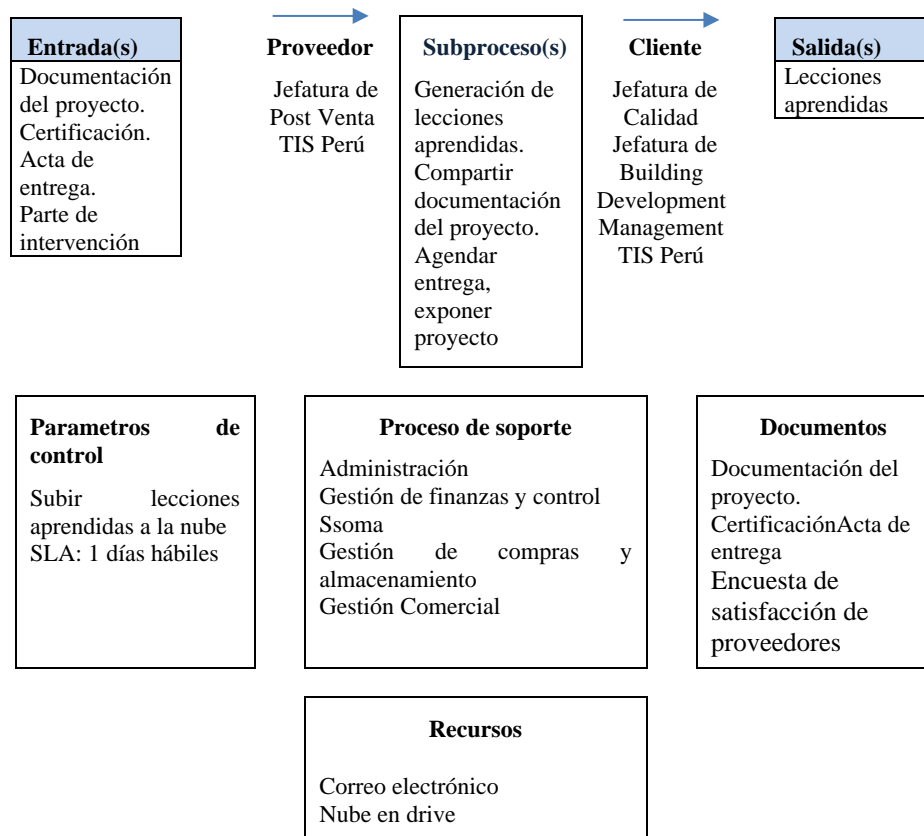 Entrada(s)
Documentación
del proyecto.
Certificación.
Acta de
entrega.
Parte de
intervención
Proveedor
Jefatura de
Post Venta
TIS Perú
Subproceso(s)
Generación de
lecciones
aprendidas.
Compartir
documentación
del proyecto.
Agendar
entrega,
exponer
proyecto
Cliente
Jefatura de
Calidad
Jefatura de
Building
Development
Management
TIS Perú
Salida(s)
Lecciones
aprendidas
Parametros de
control
Subir lecciones
aprendidas a la nube
SLA: 1 días hábiles
Proceso de soporte
Administración
Gestión de finanzas y control
Ssoma
Gestión de compras y
almacenamiento
Gestión Comercial
Documentos
Documentación del
proyecto.
CertificaciónActa de
entrega
Encuesta de
satisfacción de
proveedores
Recursos
Correo electrónico
Nube en drive